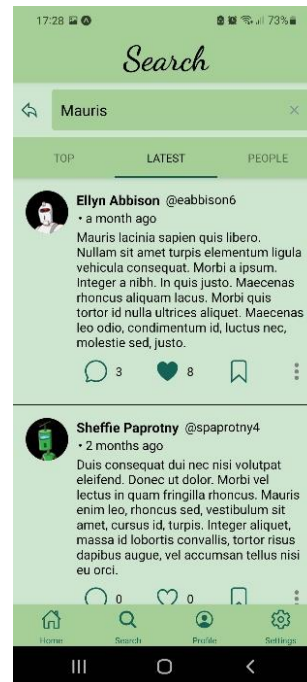 17:28 73%
Search
Mauris
TOP LATEST PEOPLE
Ellyn Abbison @eabbison6
• a month ago
Mauris lacinia sapien quis libero.
Nullam sit amet turpis elementum ligula
vehicula consequat. Morbi a ipsum.
Integer a nibh. In quis justo. Maecenas
rhoncus aliquam lacus. Morbi quis
tortor id nulla ultrices aliquet. Maecenas
leo odio, condimentum id, luctus nec,
molestie sed, justo.
3 8
Sheffie Paprotny @spaprotny4
• 2 months ago
Duis consequat dui nec nisi volutpat
eleifend. Donec ut dolor. Morbi vel
lectus in quam fringilla rhoncus. Mauris
enim leo, rhoncus sed, vestibulum sit
amet, cursus id, turpis. Integer aliquet,
massa id lobortis convallis, tortor risus
dapibus augue, vel accumsan tellus nisi
eu orci.
0 0
Home Search Profile Settings